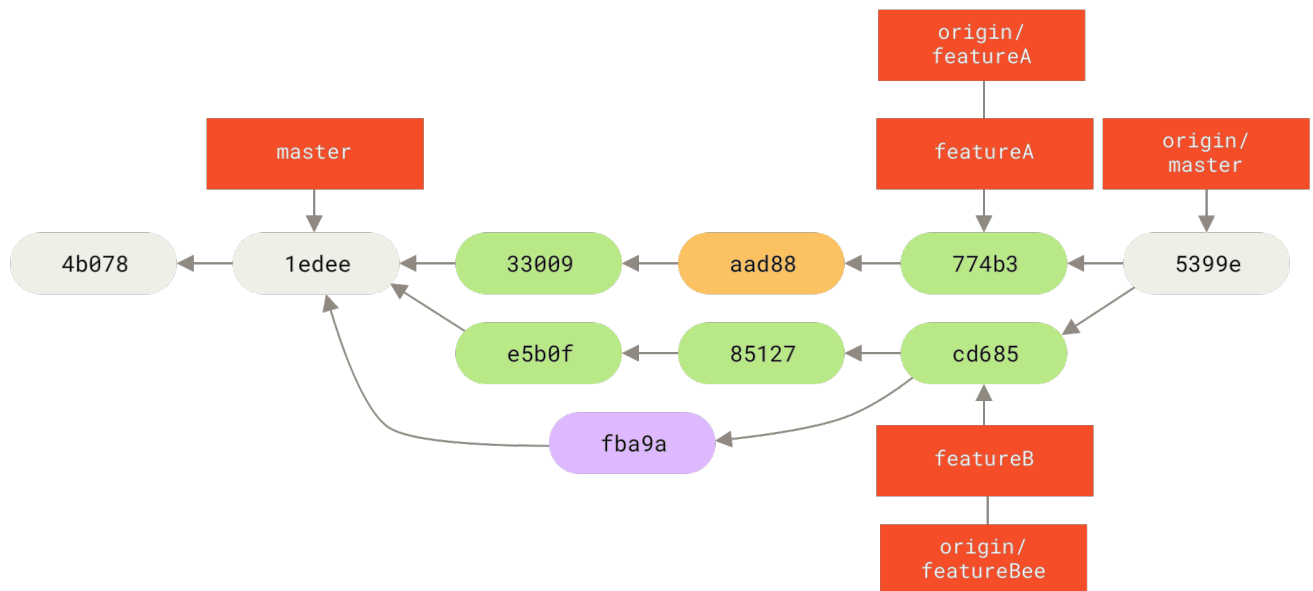 origin/
featureA
master
featureA
origin/
master
4b078
1edee
33009
aad88
774b3
5399e
e5b0f
85127
cd685
fba9a
featureB
origin/
featureBee